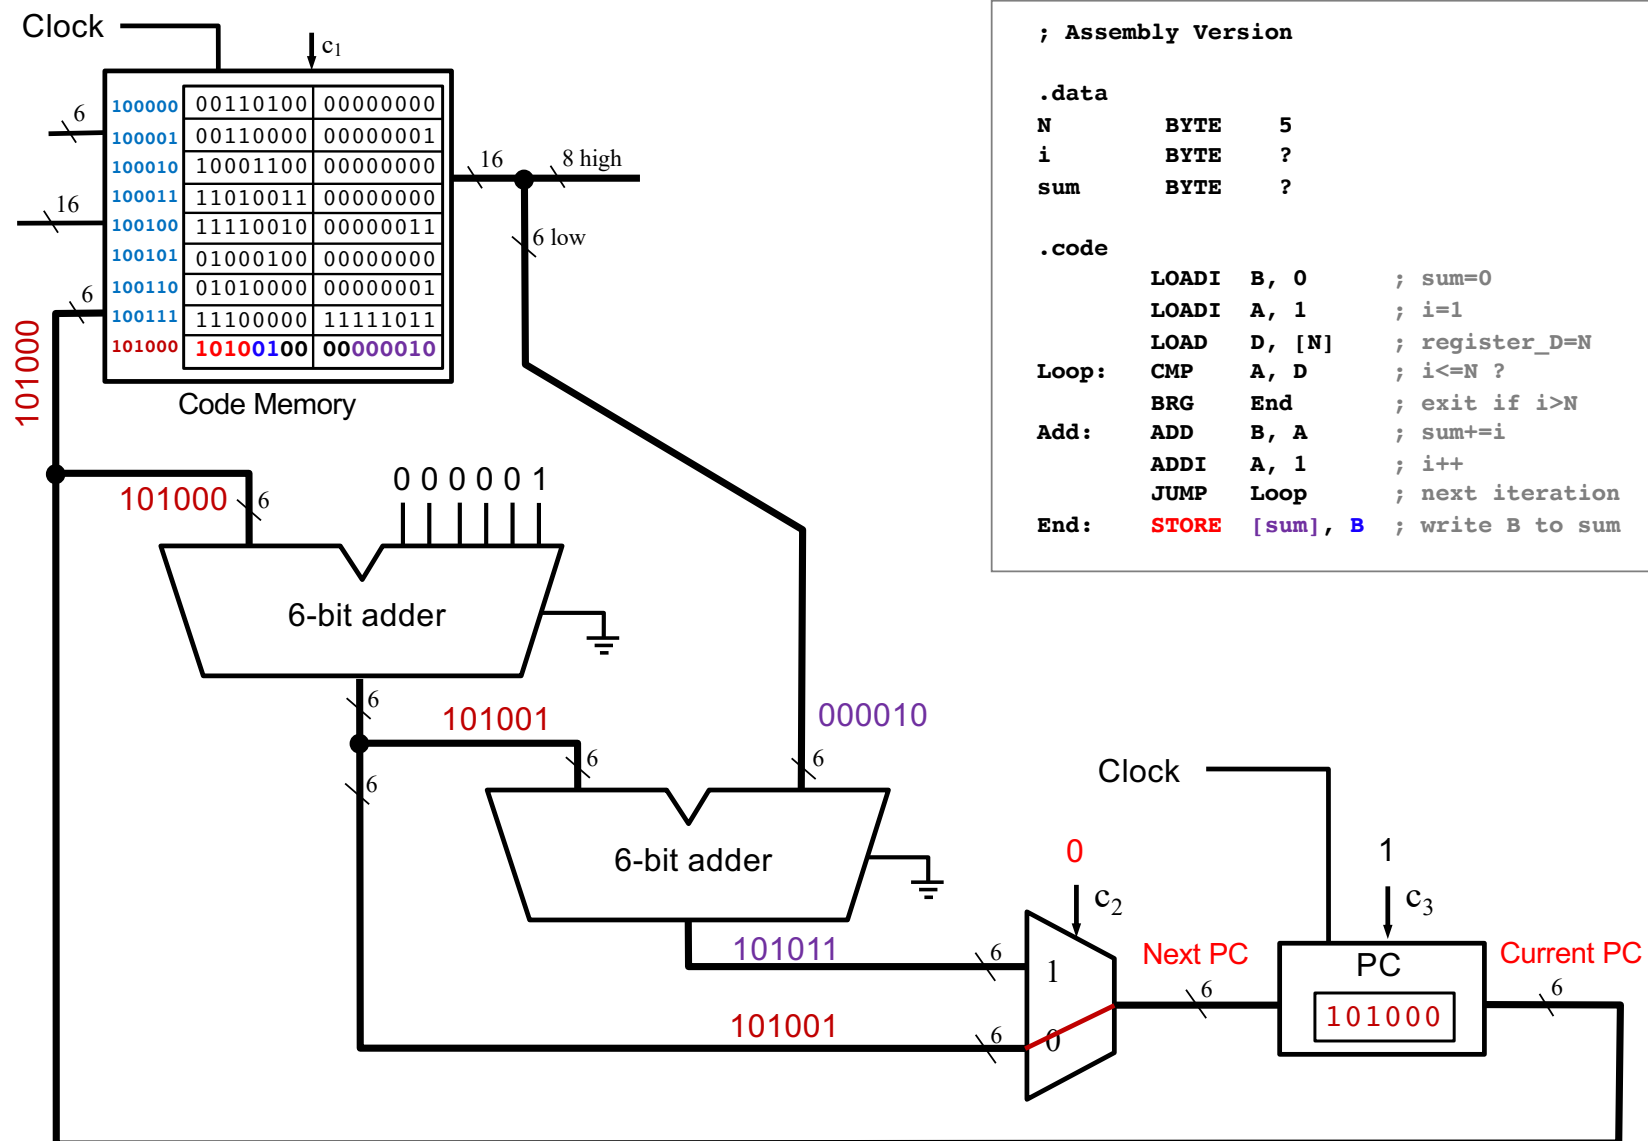 Clock
c1
6
16
6
100000 00110100 00000000
100001 00110000 00000001
100010 10001100 00000000
100011 11010011 00000000
100100 11110010 00000011
100101 01000100 00000000
100110 01010000 00000001
100111 11100000 11111011
101000 10100100 00000010
Code Memory
16
8 high
6 low
101000
; Assembly Version
.data
N BYTE 5
i BYTE ?
sum BYTE ?
.code
LOADI B, 0 ; sum=0
LOADI A, 1 ; i=1
LOAD D, [N] ; register_D=N
Loop: CMP A, D ; i<=N ?
BRG End ; exit if i>N
Add: ADD B, A ; sum+=i
ADDI A, 1 ; i++
JUMP Loop ; next iteration
End: STORE [sum], B ; write B to sum
101000
6
0 0 0 0 0 1
6-bit adder
6
101001
6
6
000010
6
6-bit adder
101011
6
101001
6
0
c2
1
0
Next PC
6
Clock
1
c3
PC
101000
Current PC
6